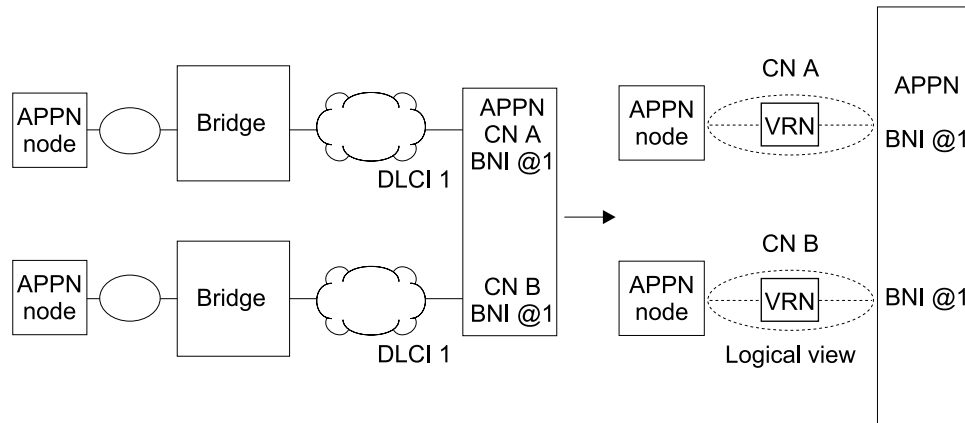 APPN
node
Bridge
DLCI 1
APPN
CN A
BNI @1
APPN
node
Bridge
DLCI 1
CN B
BNI @1
CN A
APPN
node
VRN
APPN
BNI @1
CN B
APPN
node
VRN
BNI @1
Logical view